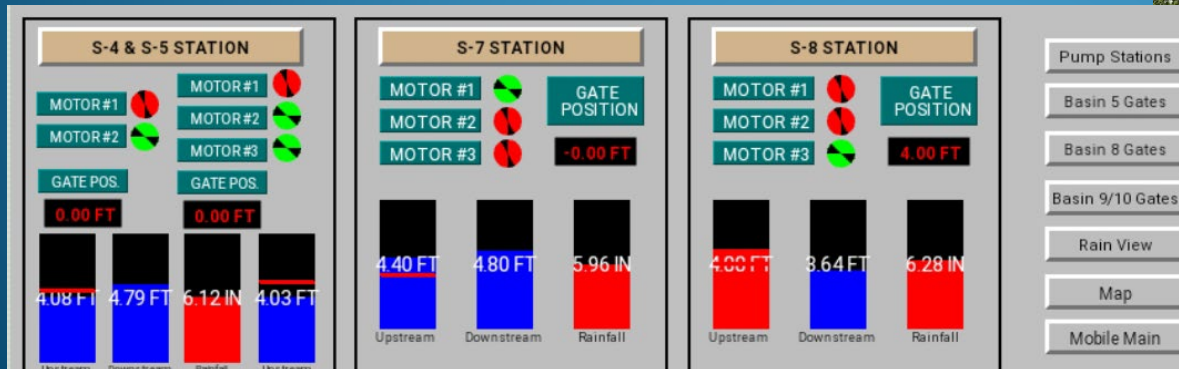 S-4 & S-5 STATION
MOTOR #1
MOTOR #2
GATE POS.
0.00 FT
MOTOR #1
MOTOR #2
MOTOR #3
GATE POS.
0.00 FT
4.08 FT
4.79 FT
6.12 IN
4.03 FT
Upstream
Downstream
Rainfall
Upstream
S-7 STATION
MOTOR #1
MOTOR #2
MOTOR #3
GATE
POSITION
-0.00 FT
4.40 FT
4.80 FT
5.96 IN
Upstream
Downstream
Rainfall
S-8 STATION
MOTOR #1
MOTOR #2
MOTOR #3
GATE
POSITION
4.00 FT
FT
3.64 FT
6.28 IN
Upstream
Downstream
Rainfall
Pump Stations
Basin 5 Gates
Basin 8 Gates
Basin 9/10 Gates
Rain View
Map
Mobile Main